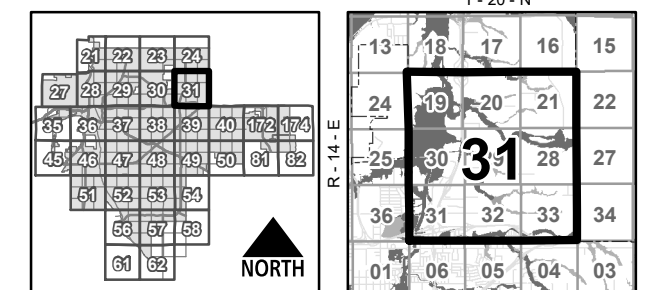 T - 20 - N
21 22 23 24
27 28 29 30 31
35 36 37 38 39 40 172 174
45 46 47 48 49 50 81 82
51 52 53 54
56 57 58
61 62
NORTH
R - 14 - E
13 18 17 16 15
24 19 20 21 22
25 30 31 28 27
36 31 32 33 34
01 06 05 04 03